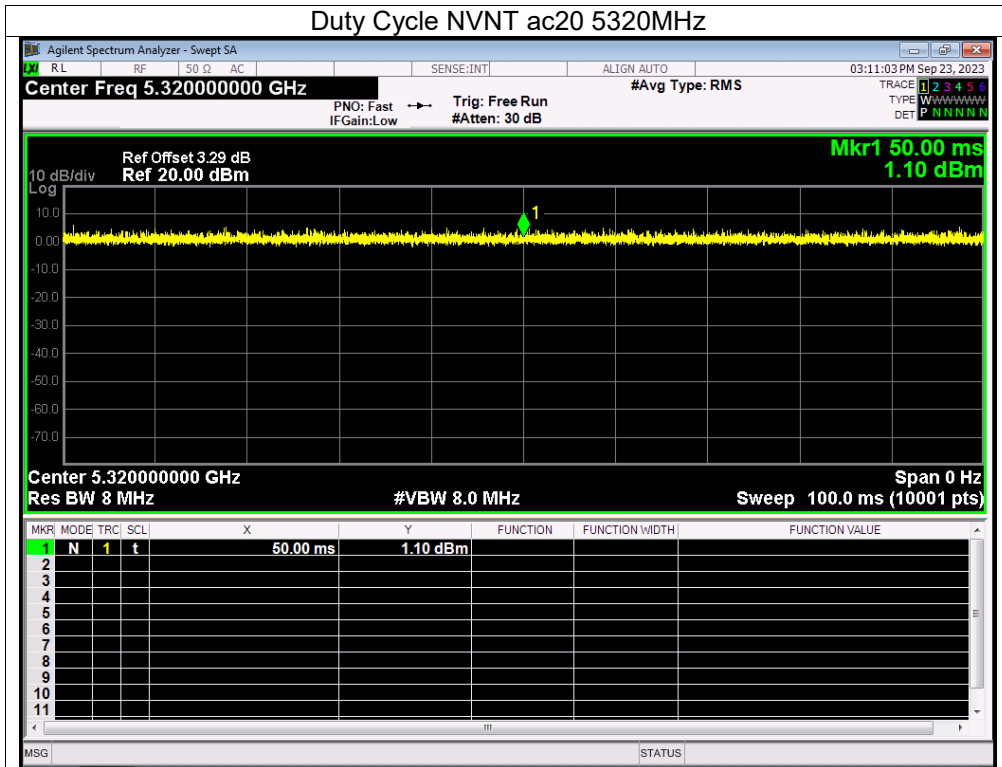 Duty Cycle NVNT ac20 5320MHz
Agilent Spectrum Analyzer - Swept SA
LXI RL RF 50 Ω AC SENSE:INT ALIGN AUTO 03:11:03 PM Sep 23, 2023
Center Freq 5.320000000 GHz #Avg Type: RMS TRACE 1 2 3 4 5 6
PNO: Fast Trig: Free Run TYPE WWWWWW
IFGain:Low #Atten: 30 dB DET P N N N N N
Mkr1 50.00 ms
1.10 dBm
Ref Offset 3.29 dB
10 dB/div Ref 20.00 dBm
Log
10.0
1
0.00
-10.0
-20.0
-30.0
-40.0
-50.0
-60.0
-70.0
Center 5.320000000 GHz Span 0 Hz
Res BW 8 MHz #VBW 8.0 MHz Sweep 100.0 ms (10001 pts)
MKR MODE TRC SCL X Y FUNCTION FUNCTION WIDTH FUNCTION VALUE
1 N 1 t 50.00 ms 1.10 dBm
2
3
4
5
6
7
8
9
10
11
MSG STATUS